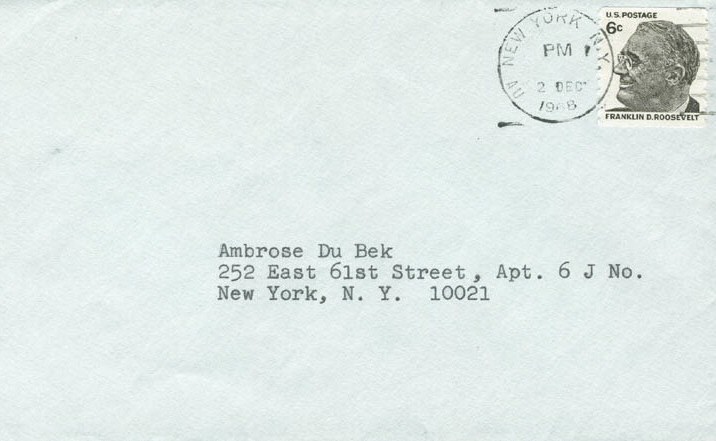 NEW YORK N.Y.
PM
2 DEC
U.S. POSTAGE
6c
FRANKLIN D. ROOSEVELT
Ambrose Du Bek
252 East 61st Street, Apt. 6 J No.
New York, N. Y. 10021